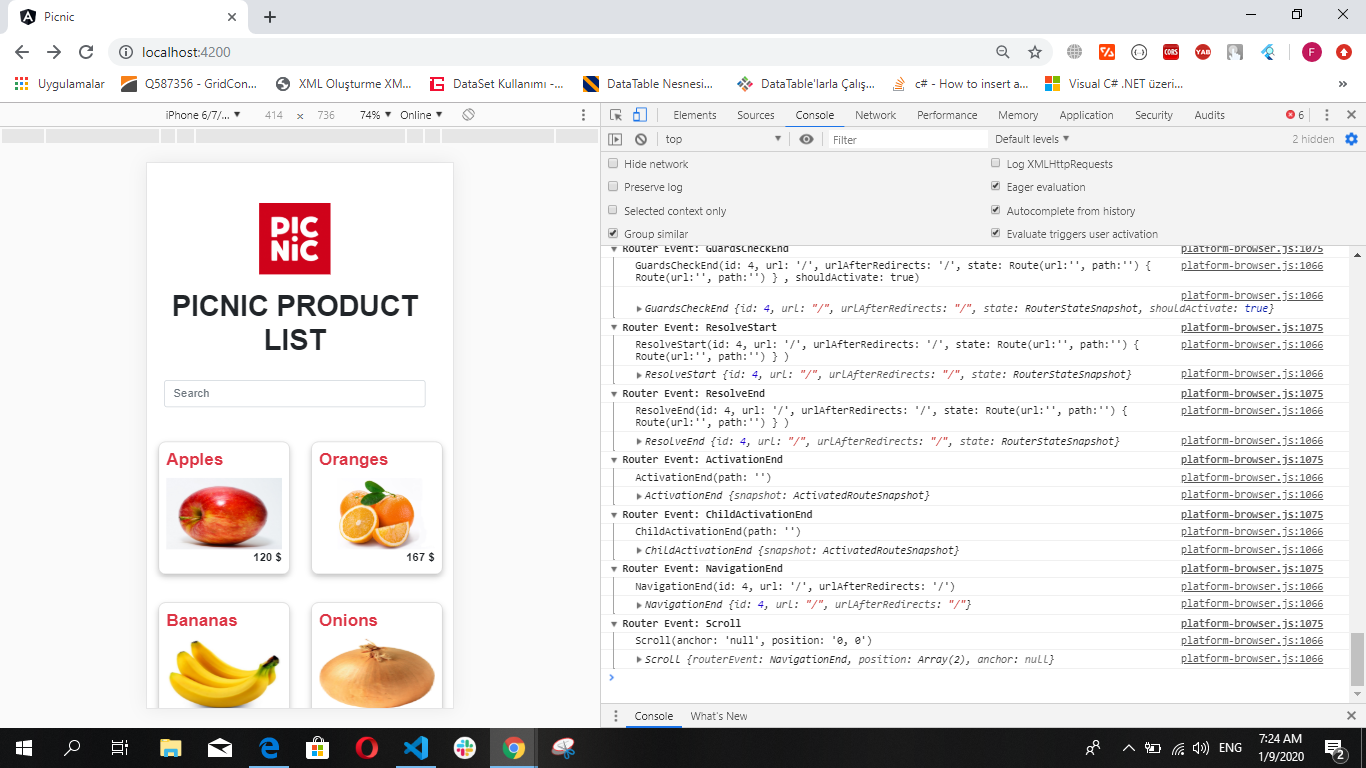 Picnic
localhost:4200
F
Uygulamalar
Q587356 - GridCon...
XML Oluşturme XM...
DataSet Kullanımı -...
DataTable Nesnesi...
DataTable'larla Çalış...
c# - How to insert a...
Visual C# .NET üzeri...
»
iPhone 6/7/... ▼ 414 × 736 74% ▼ Online ▼
Elements Sources Console Network Performance Memory Application Security Audits 6
top ▼ Filter Default levels ▼ 2 hidden
Hide network
Log XMLHttpRequests
Preserve log
Eager evaluation
Selected context only
Autocomplete from history
Group similar
Evaluate triggers user activation
PIC
NiC
PICNIC PRODUCT
LIST
Search
Apples
120 $
Oranges
167 $
Bananas
Onions
Router Event: GuardsCheckEnd platform-browser.js:1075
GuardsCheckEnd(id: 4, url: '/', urlAfterRedirects: '/', state: Route(url:'', path:'') { platform-browser.js:1066
Route(url:'', path:'') } , shouldActivate: true)
platform-browser.js:1066
GuardsCheckEnd {id: 4, url: "/", urlAfterRedirects: "/", state: RouterStateSnapshot, shouldActivate: true}
Router Event: ResolveStart platform-browser.js:1075
ResolveStart(id: 4, url: '/', urlAfterRedirects: '/', state: Route(url:'', path:'') { platform-browser.js:1066
Route(url:'', path:'') } )
ResolveStart {id: 4, url: "/", urlAfterRedirects: "/", state: RouterStateSnapshot} platform-browser.js:1066
Router Event: ResolveEnd platform-browser.js:1075
ResolveEnd(id: 4, url: '/', urlAfterRedirects: '/', state: Route(url:'', path:'') { platform-browser.js:1066
Route(url:'', path:'') } )
ResolveEnd {id: 4, url: "/", urlAfterRedirects: "/", state: RouterStateSnapshot} platform-browser.js:1066
Router Event: ActivationEnd platform-browser.js:1075
ActivationEnd(path: '') platform-browser.js:1066
ActivationEnd {snapshot: ActivatedRouteSnapshot} platform-browser.js:1066
Router Event: ChildActivationEnd platform-browser.js:1075
ChildActivationEnd(path: '') platform-browser.js:1066
ChildActivationEnd {snapshot: ActivatedRouteSnapshot} platform-browser.js:1066
Router Event: NavigationEnd platform-browser.js:1075
NavigationEnd(id: 4, url: '/', urlAfterRedirects: '/') platform-browser.js:1066
NavigationEnd {id: 4, url: "/", urlAfterRedirects: "/"} platform-browser.js:1066
Router Event: Scroll platform-browser.js:1075
Scroll(anchor: 'null', position: '0, 0') platform-browser.js:1066
Scroll {routerEvent: NavigationEnd, position: Array(2), anchor: null} platform-browser.js:1066
Console What's New
ENG
7:24 AM
1/9/2020
2